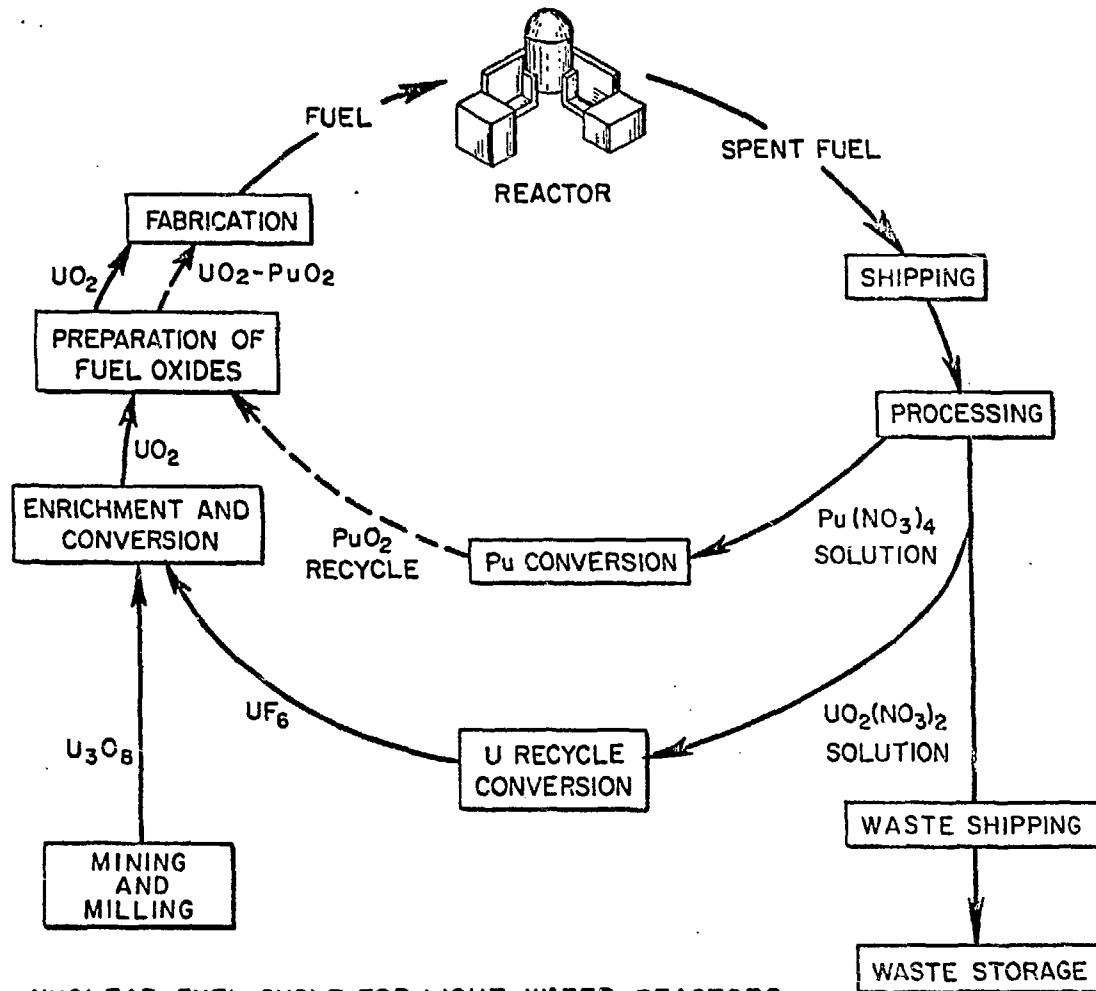 FUEL
REACTOR
SPENT FUEL
FABRICATION
SHIPPING
UO₂
UO₂-PuO₂
PREPARATION OF
FUEL OXIDES
PROCESSING
UO₂
ENRICHMENT AND
CONVERSION
PuO₂
RECYCLE
Pu CONVERSION
Pu(NO₃)₄
SOLUTION
UF₆
U₃O₈
U RECYCLE
CONVERSION
UO₂(NO₃)₂
SOLUTION
WASTE SHIPPING
MINING
AND
MILLING
WASTE STORAGE
NUCLEAR FUEL CYCLE FOR LIGHT WATER REACTORS